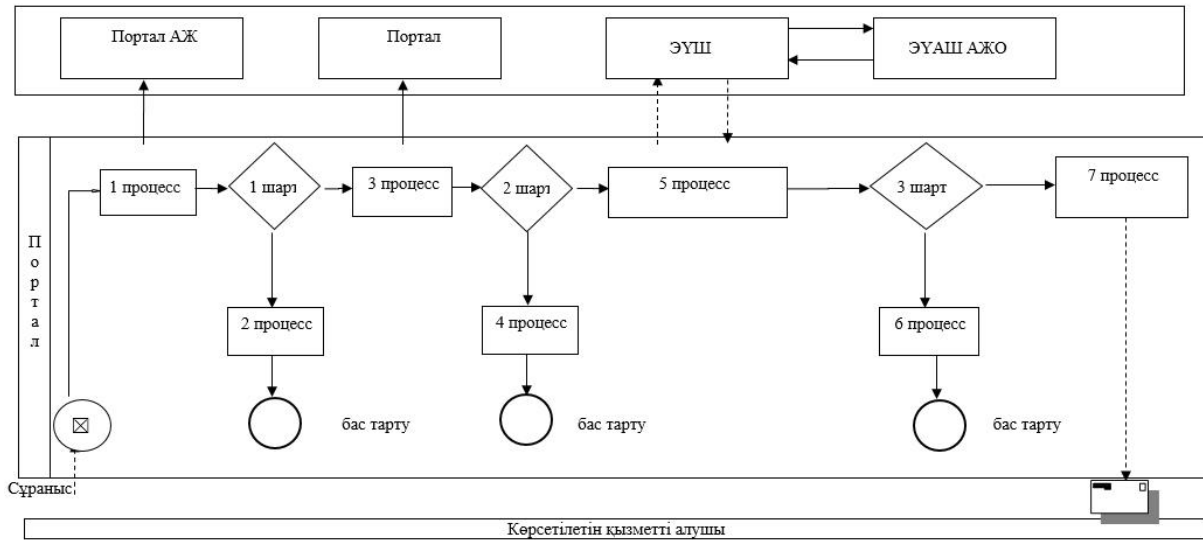 Портал АЖ
Портал
ЭҮШ
ЭҮАШ АЖО
Портал
1 процесс
1 шарт
3 процесс
2 шарт
5 процесс
3 шарт
7 процесс
2 процесс
4 процесс
6 процесс
бас тарту
бас тарту
бас тарту
Сұраныс
Көрсетілетін қызметті алушы